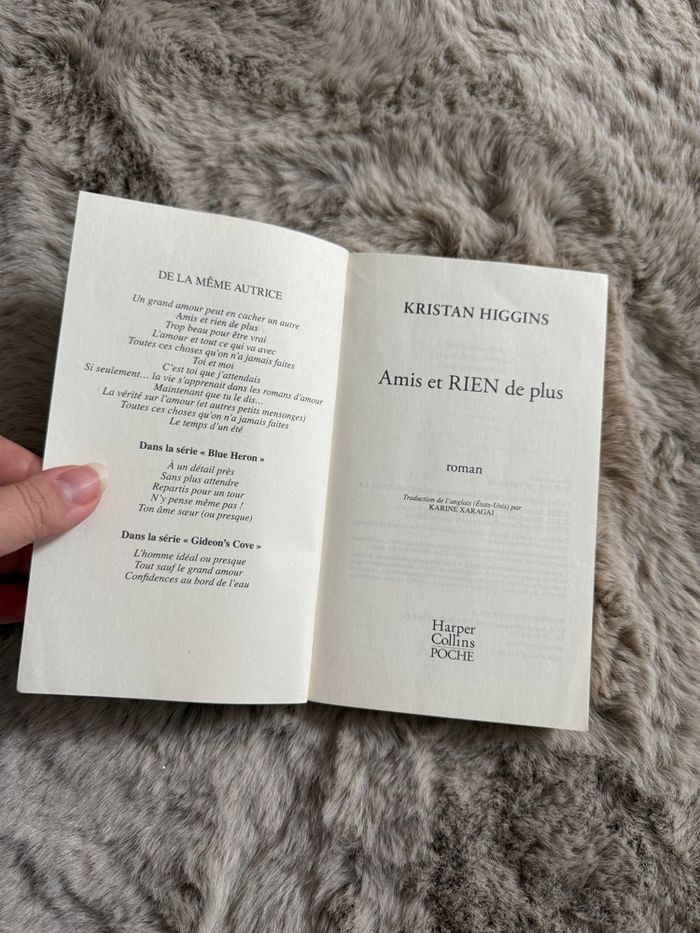 DE LA MÊME AUTRICE
Un grand amour peut en cacher un autre
Amis et rien de plus
Trop beau pour être vrai
L'amour et tout ce qui va avec
Toutes ces choses qu'on n'a jamais faites
Toi et moi
C'est toi que j'attendais
Si seulement… la vie s'apprenait dans les romans d'amour
Maintenant que tu le dis…
La vérité sur l'amour (et autres petits mensonges)
Toutes ces choses qu'on n'a jamais faites
Le temps d'un été
Dans la série « Blue Heron »
À un détail près
Sans plus attendre
Repartis pour un tour
N'y pense même pas !
Ton âme sœur (ou presque)
Dans la série « Gideon's Cove »
L'homme idéal ou presque
Tout sauf le grand amour
Confidences au bord de l'eau
KRISTAN HIGGINS
Amis et RIEN de plus
roman
Traduction de l'anglais (États-Unis) par
KARINE XARAGAI
Harper
Collins
POCHE